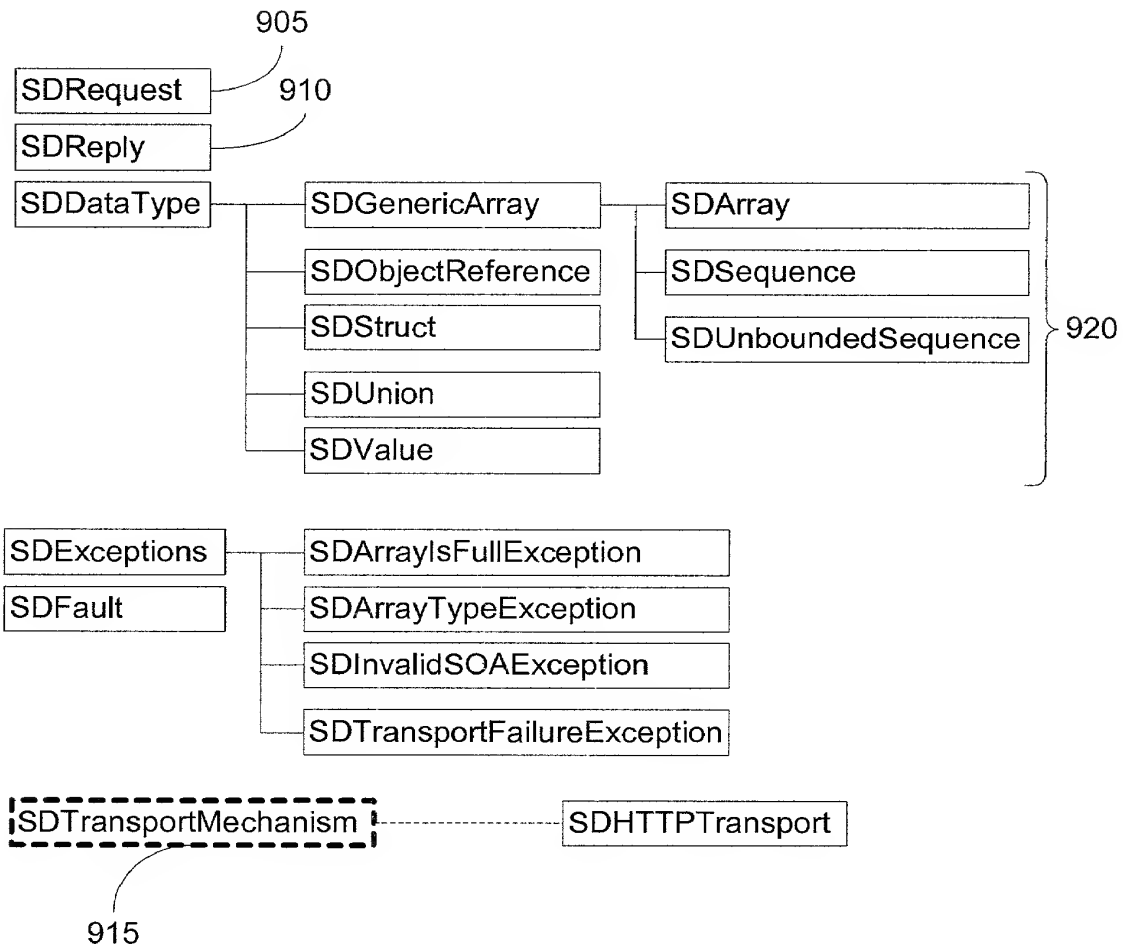 905
SDRequest
910
SDReply
SDDataType
SDGenericArray
SDArray
SDObjectReference
SDSequence
SDStruct
SDUnboundedSequence
920
SDUnion
SDValue
SDExceptions
SDArrayIsFullException
SDFault
SDArrayTypeException
SDInvalidSOAException
SDTransportFailureException
SDTransportMechanism
SDHTTPTransport
915